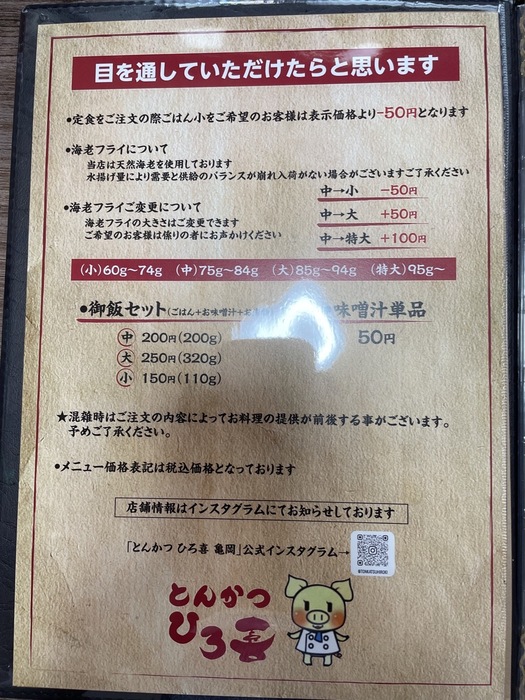 目を通していただけたらと思います
•定食をご注文の際ごはん小をご希望のお客様は表示価格より-50円となります
•海老フライについて
当店は天然海老を使用しております
水揚げ量により需要と供給のバランスが崩れ入荷がない場合がございますご了承ください
•海老フライご変更について
海老フライの大きさはご変更できます
ご希望のお客様は係りの者にお声かけください
中→小 −50円
中→大 +50円
中→特大 +100円
(小)60g〜74g (中)75g〜84g (大)85g〜94g (特大)95g〜
•御飯セット(ごはん+お味噌汁+お
中 200円(200g)
大 250円(320g)
小 150円(110g)
味噌汁単品
50円
★混雑時はご注文の内容によってお料理の提供が前後する事がございます。
予めご了承ください。
•メニュー価格表記は税込価格となっております
店舗情報はインスタグラムにてお知らせしております
「とんかつ ひろ喜 亀岡」公式インスタグラム→
@TONKATSUHIROKI
とんかつ
ひろ喜